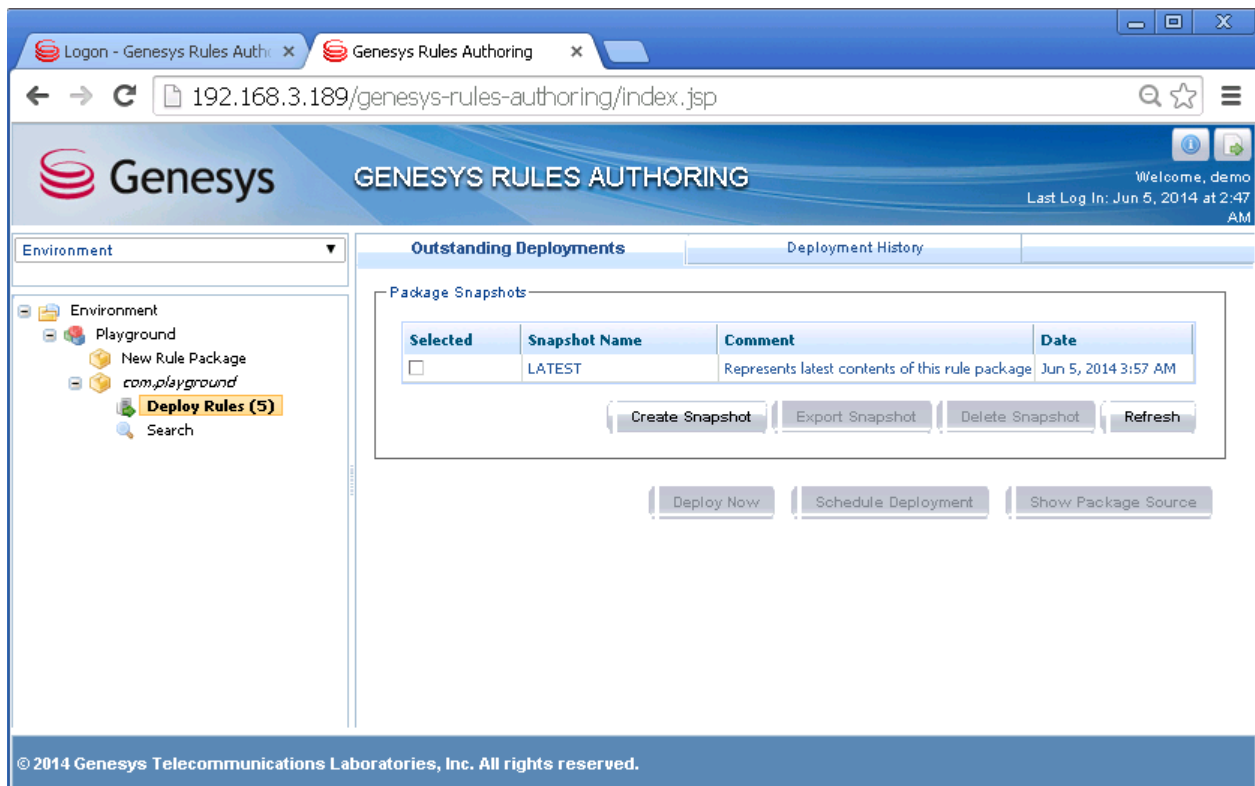 Logon - Genesys Rules Autho
Genesys Rules Authoring
192.168.3.189/genesys-rules-authoring/index.jsp
Genesys
GENESYS RULES AUTHORING
Welcome, demo
Last Log In: Jun 5, 2014 at 2:47
AM
Environment
Outstanding Deployments
Deployment History
Environment
Playground
New Rule Package
com.playground
Deploy Rules (5)
Search
Package Snapshots
Selected Snapshot Name Comment Date
LATEST Represents latest contents of this rule package Jun 5, 2014 3:57 AM
Create Snapshot Export Snapshot Delete Snapshot Refresh
Deploy Now Schedule Deployment Show Package Source
© 2014 Genesys Telecommunications Laboratories, Inc. All rights reserved.